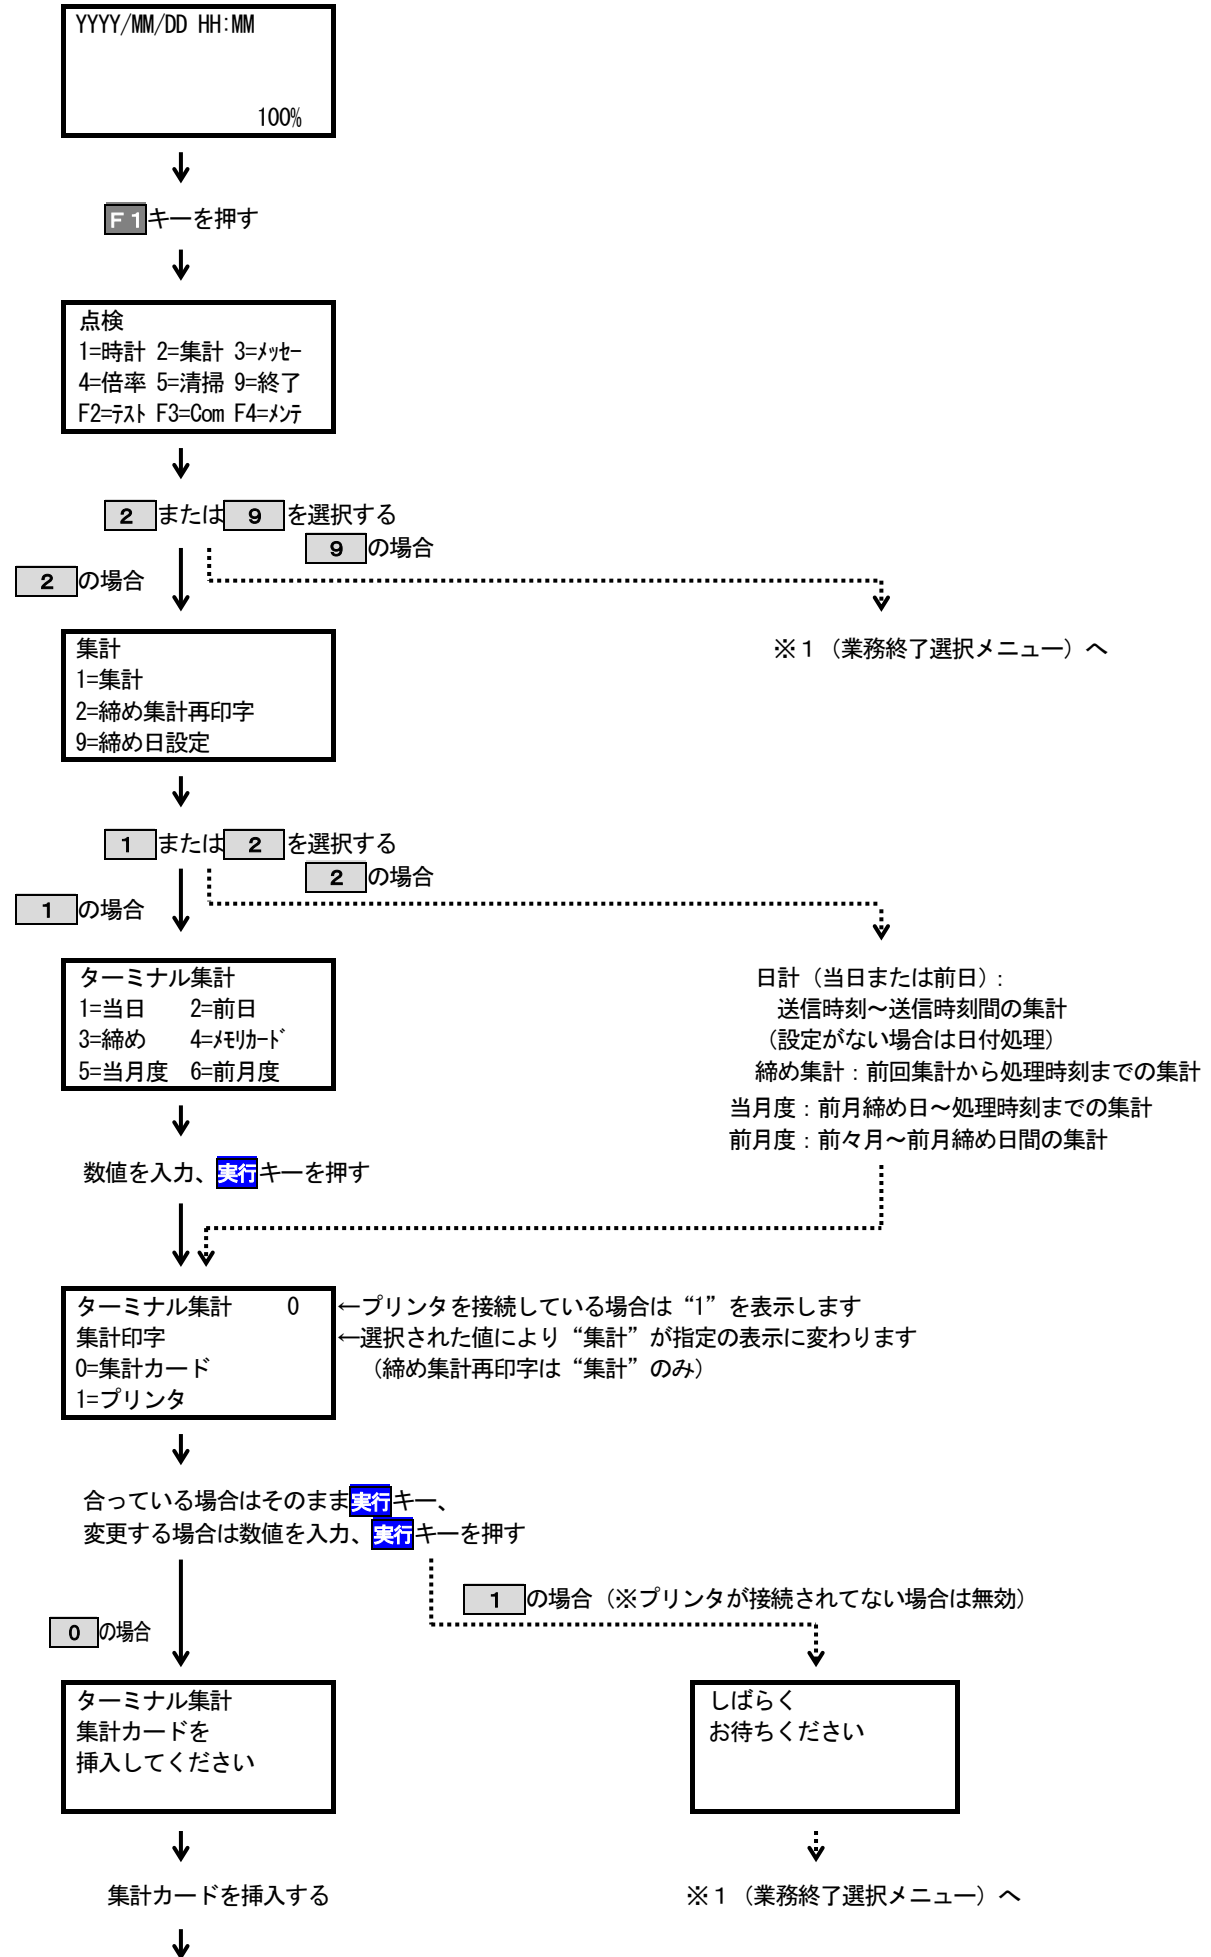 YYYY/MM/DD HH:MM
100%
F1キーを押す
点検
1=時計 2=集計 3=ﾒｯｾｰ
4=倍率 5=清掃 9=終了
F2=ﾃｽﾄ F3=Com F4=ﾒﾝﾃ
2 または 9 を選択する
9 の場合
2 の場合
集計
1=集計
2=締め集計再印字
9=締め日設定
※１（業務終了選択メニュー）へ
1 または 2 を選択する
2 の場合
1 の場合
ターミナル集計
1=当日 2=前日
3=締め 4=ﾒﾓﾘｶｰﾄﾞ
5=当月度 6=前月度
日計（当日または前日）:
送信時刻～送信時刻間の集計
（設定がない場合は日付処理）
締め集計：前回集計から処理時刻までの集計
当月度：前月締め日～処理時刻までの集計
前月度：前々月～前月締め日間の集計
数値を入力、実行キーを押す
ターミナル集計 0 ←プリンタを接続している場合は“1”を表示します
集計印字 ←選択された値により“集計”が指定の表示に変わります
0=集計カード （締め集計再印字は“集計”のみ）
1=プリンタ
合っている場合はそのまま実行キー、
変更する場合は数値を入力、実行キーを押す
1 の場合（※プリンタが接続されてない場合は無効）
0 の場合
ターミナル集計
集計カードを
挿入してください
しばらく
お待ちください
集計カードを挿入する
※１（業務終了選択メニュー）へ